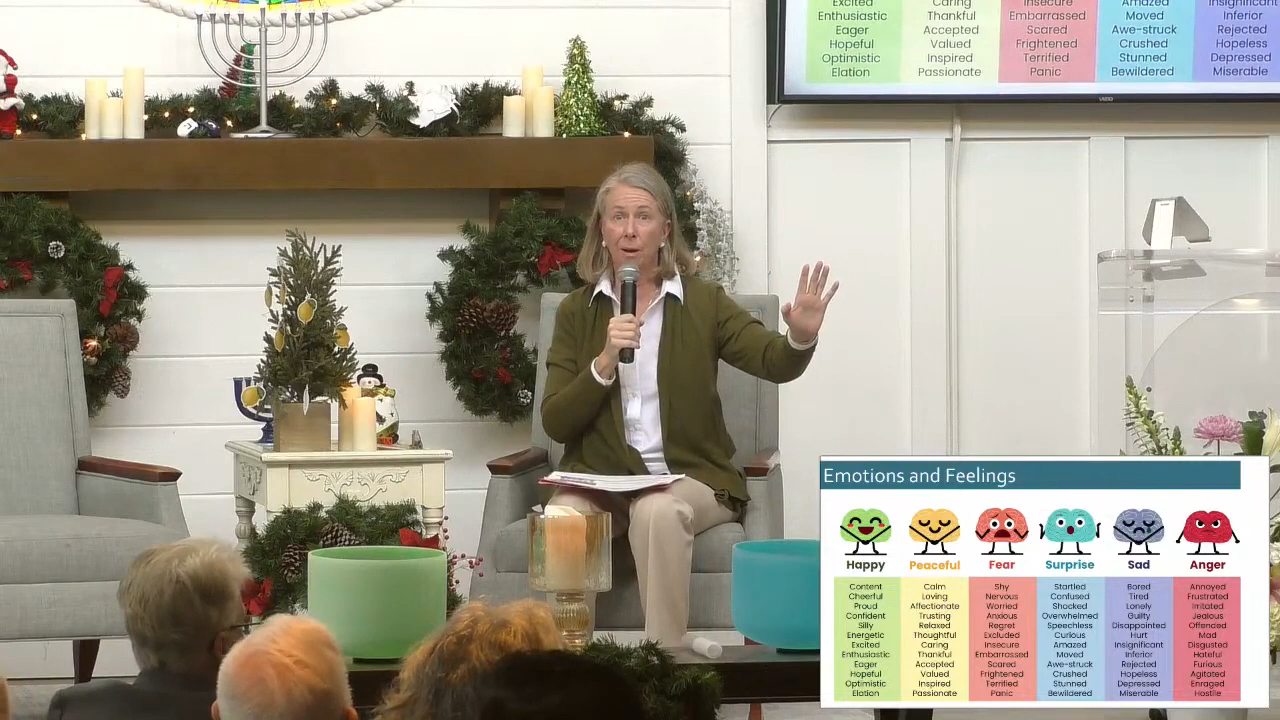 Excited
Enthusiastic
Eager
Hopeful
Optimistic
Elation
Caring
Thankful
Accepted
Valued
Inspired
Passionate
Insecure
Embarrassed
Scared
Frightened
Terrified
Panic
Amazed
Moved
Awe-struck
Crushed
Stunned
Bewildered
Insignificant
Inferior
Rejected
Hopeless
Depressed
Miserable
VIZIO
Emotions and Feelings
Happy
Content
Cheerful
Proud
Confident
Silly
Energetic
Excited
Enthusiastic
Eager
Hopeful
Optimistic
Elation
Peaceful
Calm
Loving
Affectionate
Trusting
Relaxed
Thoughtful
Caring
Thankful
Accepted
Valued
Inspired
Passionate
Fear
Shy
Nervous
Worried
Anxious
Regret
Excluded
Insecure
Embarrassed
Scared
Frightened
Terrified
Panic
Surprise
Startled
Confused
Shocked
Overwhelmed
Speechless
Curious
Amazed
Moved
Awe-struck
Crushed
Stunned
Bewildered
Sad
Bored
Tired
Lonely
Guilty
Disappointed
Hurt
Insignificant
Inferior
Rejected
Hopeless
Depressed
Miserable
Anger
Annoyed
Frustrated
Irritated
Jealous
Offended
Mad
Disgusted
Hateful
Furious
Agitated
Enraged
Hostile